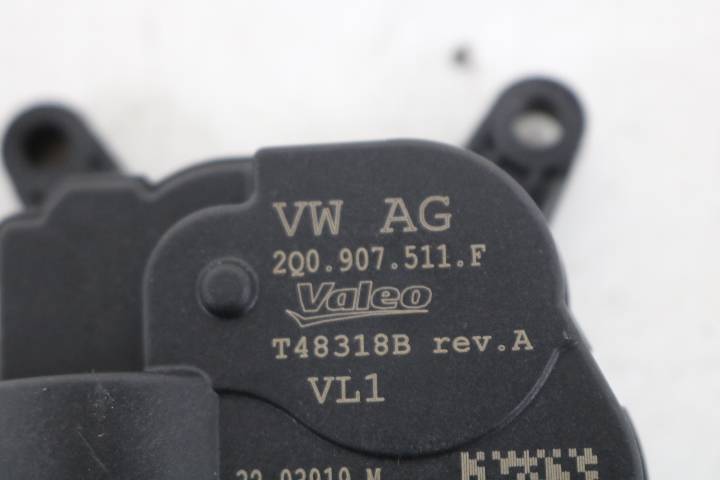 VW AG
2Q0.907.511.F
Valeo
T48318B rev.A
VL1